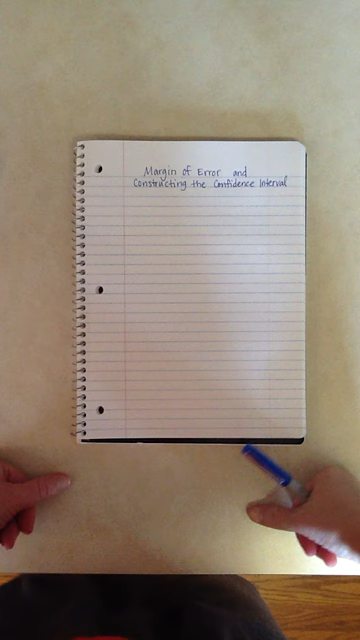 Margin of Error and
Constructing the Confidence Interval